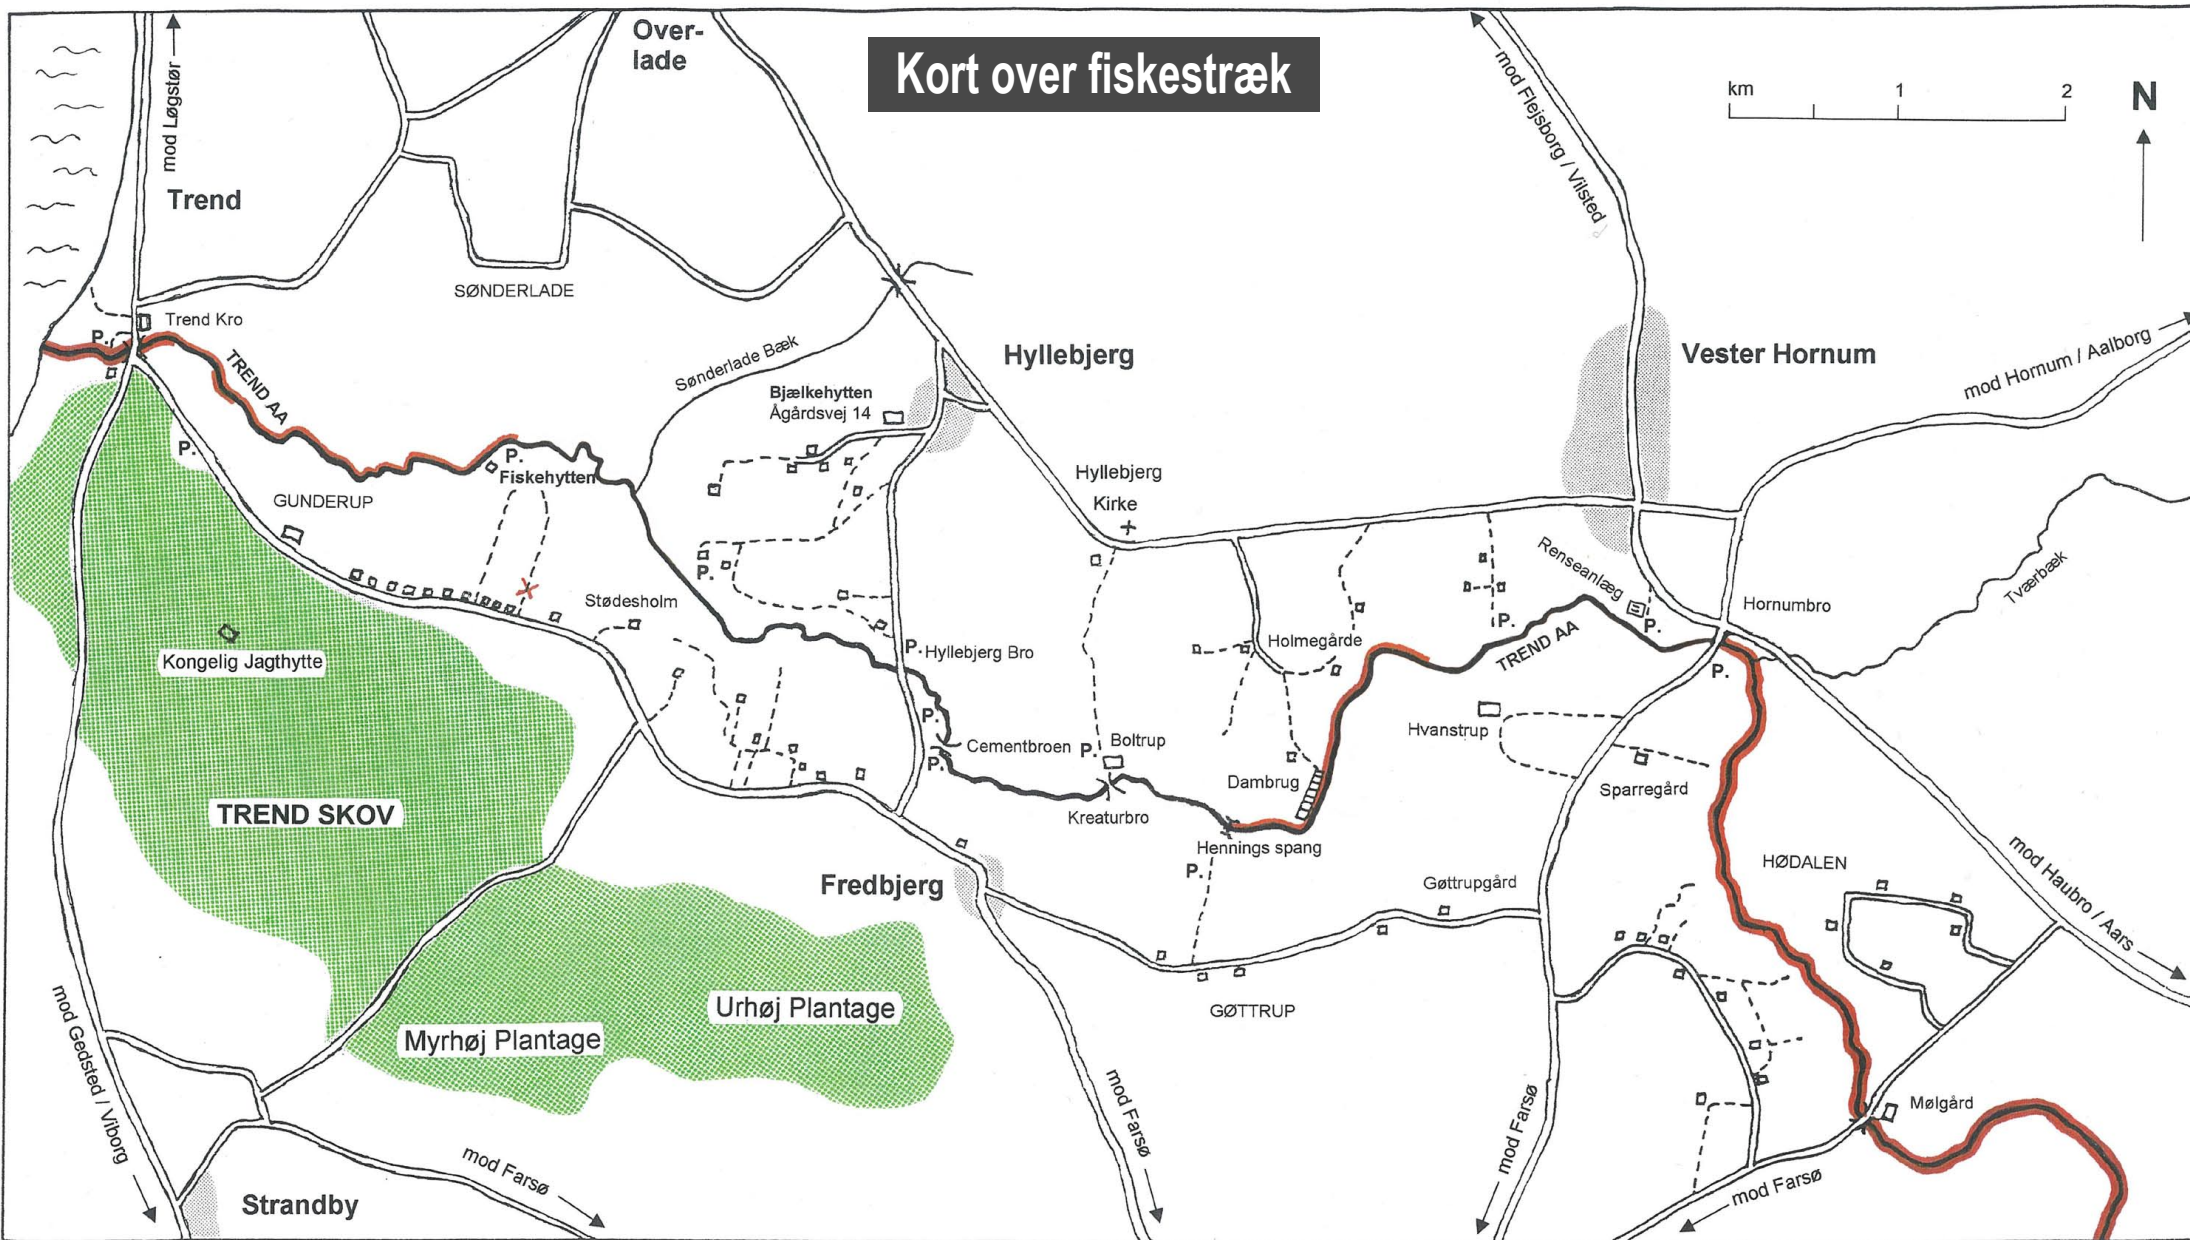 Kort over fiskestræk
Over-
lade
mod Løgstør
mod Flejsborg / Vilsted
km
1
2
N
Trend
SØNDERLADE
Trend Kro
P.
TREND AA
Sønderlade Bæk
Hyllebjerg
Bjælkehytten
Ågårdsvej 14
Vester Hornum
mod Hornum / Aalborg
P.
P.
Fiskehytten
GUNDERUP
Hyllebjerg
Kirke
Renseanlæg
Tværbæk
P.
Stødesholm
Hornumbro
Holmegårde
P.
P.
TREND AA
P.
Hyllebjerg Bro
P.
Kongelig Jagthytte
P.
Cementbroen
P.
P.
Boltrup
Hvanstrup
Dambrug
Sparregård
TREND SKOV
Kreaturbro
Hennings spang
P.
HØDALEN
mod Haubro / Aars
Fredbjerg
Gøttrupgård
GØTTRUP
Urhøj Plantage
Myrhøj Plantage
mod Gedsted / Viborg
mod Farsø
mod Farsø
Mølgård
mod Farsø
mod Farsø
Strandby